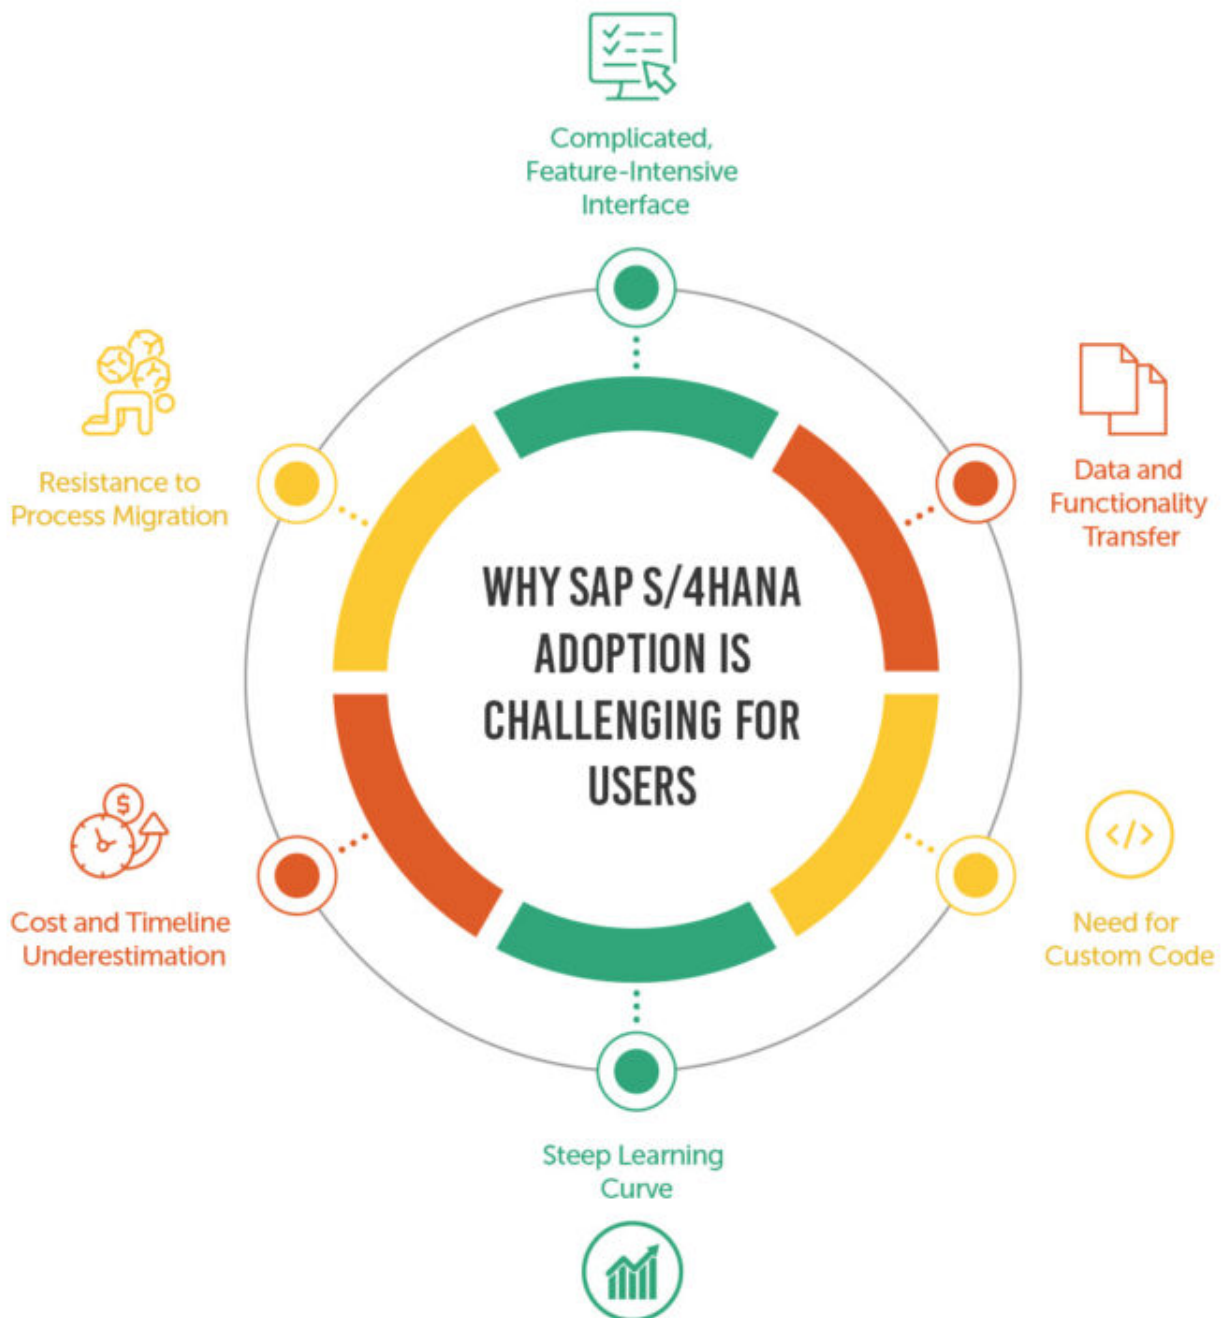 Complicated,
Feature-Intensive
Interface
Data and
Functionality
Transfer
Need for
Custom Code
Steep Learning
Curve
Cost and Timeline
Underestimation
Resistance to
Process Migration
WHY SAP S/4HANA
ADOPTION IS
CHALLENGING FOR
USERS
$
</>